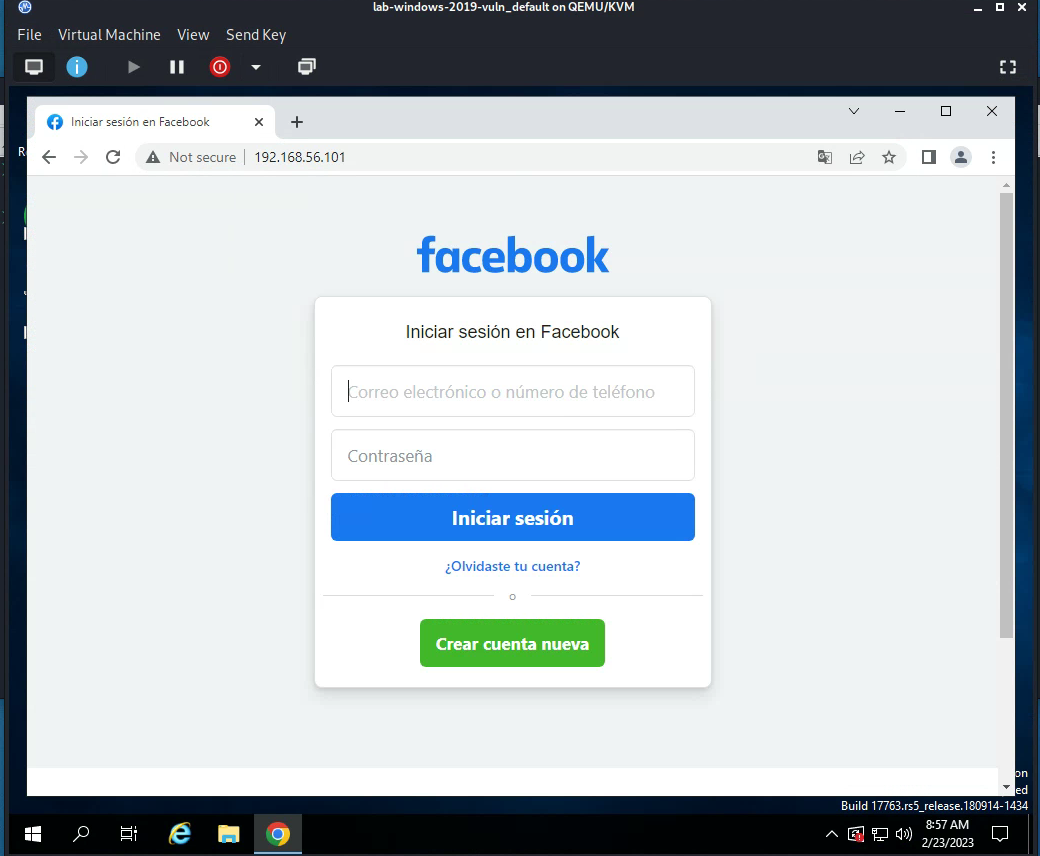 lab-windows-2019-vuln_default on QEMU/KVM
File Virtual Machine View Send Key
Iniciar sesión en Facebook
Not secure 192.168.56.101
facebook
Iniciar sesión en Facebook
Correo electrónico o número de teléfono
Contraseña
Iniciar sesión
¿Olvidaste tu cuenta?
o
Crear cuenta nueva
Build 17763.rs5_release.180914-1434
8:57 AM
2/23/2023